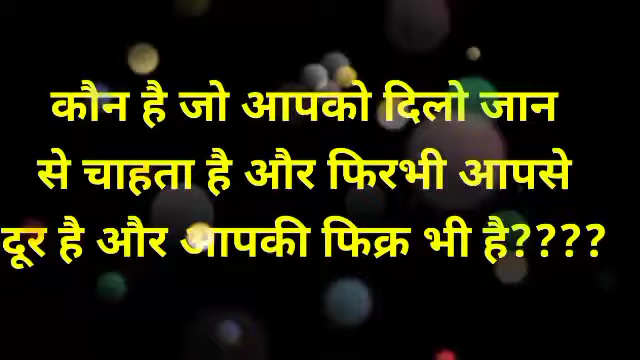 कौन है जो आपको दिलो जान
से चाहता है और फिरभी आपसे
दूर है और आपकी फिक्र भी है????